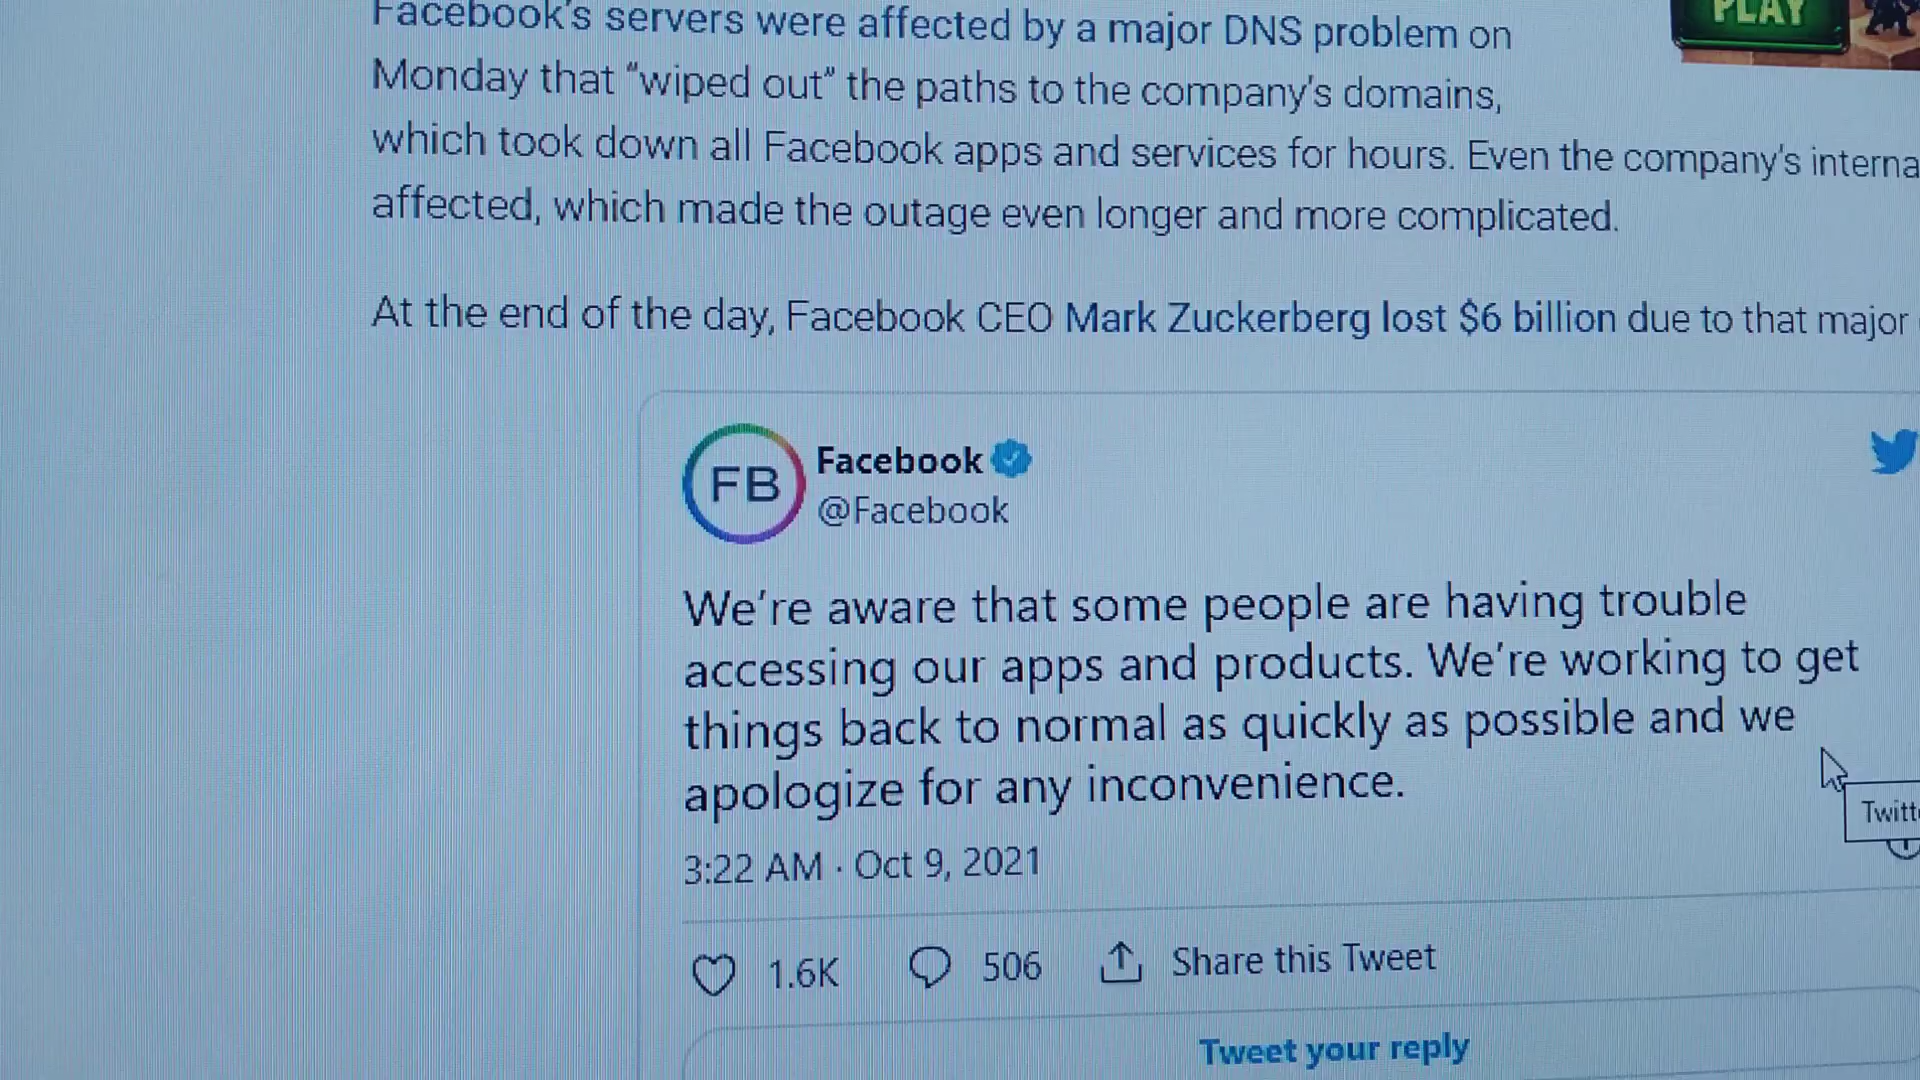 PLAY
Facebook's servers were affected by a major DNS problem on
Monday that “wiped out” the paths to the company's domains,
which took down all Facebook apps and services for hours. Even the company's interna
affected, which made the outage even longer and more complicated.
At the end of the day, Facebook CEO Mark Zuckerberg lost $6 billion due to that major
FB
Facebook
@Facebook
We're aware that some people are having trouble
accessing our apps and products. We're working to get
things back to normal as quickly as possible and we
apologize for any inconvenience.
Twitt
3:22 AM · Oct 9, 2021
1.6K 506 Share this Tweet
Tweet your reply